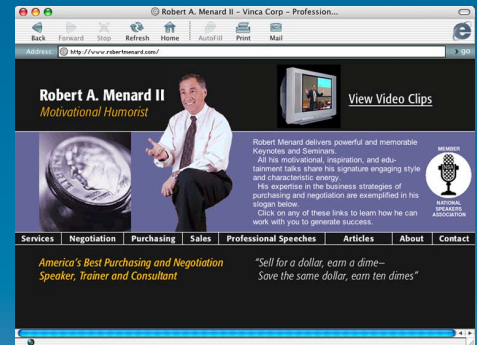 Robert A. Menard II – Vinca Corp – Profession...
Back Forward Stop Refresh Home AutoFill Print Mail
Address: http://www.robertmenard.com/ go
Robert A. Menard II
Motivational Humorist
View Video Clips
Robert Menard delivers powerful and memorable
Keynotes and Seminars.
All his motivational, inspiration, and edu-
tainment talks share his signature engaging style
and characteristic energy.
His expertise in the business strategies of
purchasing and negotiation are exemplified in his
slogan below.
Click on any of these links to learn how he can
work with you to generate success.
MEMBER
NSA
NATIONAL
SPEAKERS
ASSOCIATION
Services Negotiation Purchasing Sales Professional Speeches Articles About Contact
America's Best Purchasing and Negotiation
Speaker, Trainer and Consultant
"Sell for a dollar, earn a dime—
Save the same dollar, earn ten dimes"